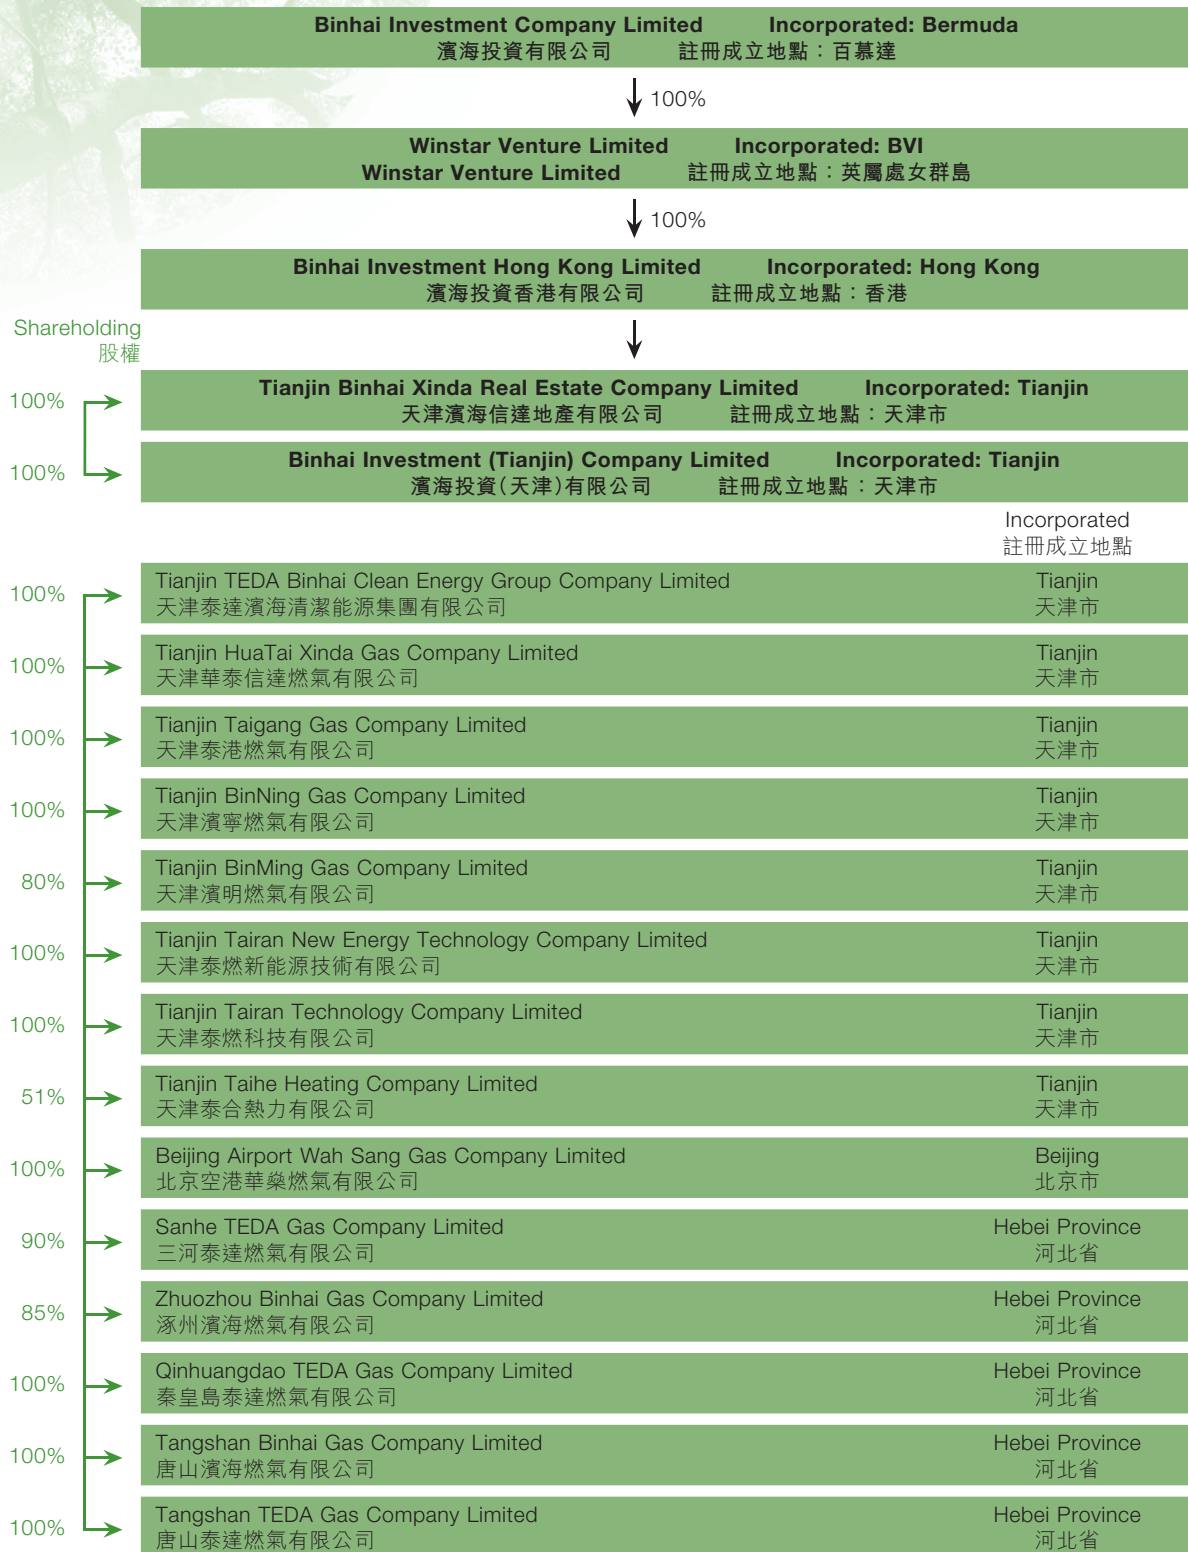 Binhai Investment Company Limited Incorporated: Bermuda
濱海投資有限公司 註冊成立地點：百慕達
100%
Winstar Venture Limited Incorporated: BVI
Winstar Venture Limited 註冊成立地點：英屬處女群島
100%
Binhai Investment Hong Kong Limited Incorporated: Hong Kong
濱海投資香港有限公司 註冊成立地點：香港
Shareholding
股權
100% Tianjin Binhai Xinda Real Estate Company Limited Incorporated: Tianjin
天津濱海信達地產有限公司 註冊成立地點：天津市
100% Binhai Investment (Tianjin) Company Limited Incorporated: Tianjin
濱海投資(天津)有限公司 註冊成立地點：天津市
Incorporated
註冊成立地點
100% Tianjin TEDA Binhai Clean Energy Group Company Limited Tianjin
天津泰達濱海清潔能源集團有限公司 天津市
100% Tianjin HuaTai Xinda Gas Company Limited Tianjin
天津華泰信達燃氣有限公司 天津市
100% Tianjin Taigang Gas Company Limited Tianjin
天津泰港燃氣有限公司 天津市
100% Tianjin BinNing Gas Company Limited Tianjin
天津濱寧燃氣有限公司 天津市
80% Tianjin BinMing Gas Company Limited Tianjin
天津濱明燃氣有限公司 天津市
100% Tianjin Tairan New Energy Technology Company Limited Tianjin
天津泰燃新能源技術有限公司 天津市
100% Tianjin Tairan Technology Company Limited Tianjin
天津泰燃科技有限公司 天津市
51% Tianjin Taihe Heating Company Limited Tianjin
天津泰合熱力有限公司 天津市
100% Beijing Airport Wah Sang Gas Company Limited Beijing
北京空港華燊燃氣有限公司 北京市
90% Sanhe TEDA Gas Company Limited Hebei Province
三河泰達燃氣有限公司 河北省
85% Zhuozhou Binhai Gas Company Limited Hebei Province
涿州濱海燃氣有限公司 河北省
100% Qinhuangdao TEDA Gas Company Limited Hebei Province
秦皇島泰達燃氣有限公司 河北省
100% Tangshan Binhai Gas Company Limited Hebei Province
唐山濱海燃氣有限公司 河北省
100% Tangshan TEDA Gas Company Limited Hebei Province
唐山泰達燃氣有限公司 河北省